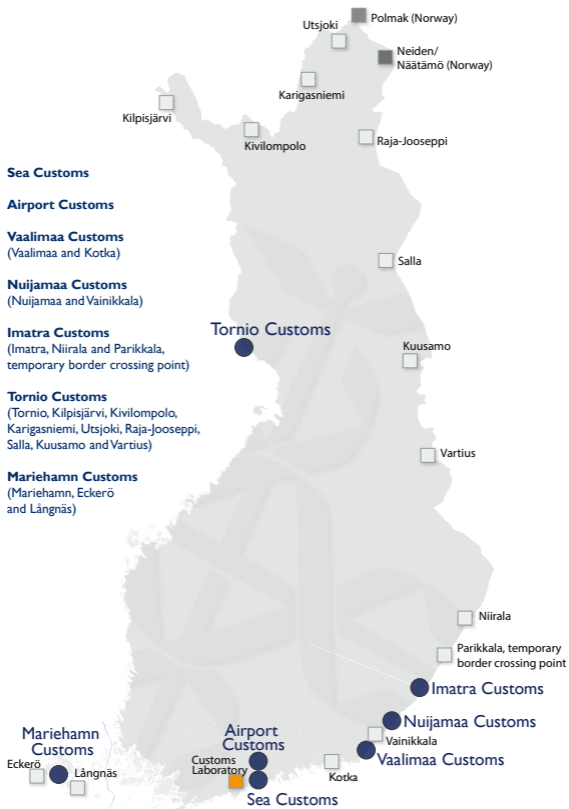 Polmak (Norway)
Utsjoki
Neiden/
Näätämö (Norway)
Karigasniemi
Kilpisjärvi
Kivilompolo
Raja-Jooseppi
Sea Customs
Airport Customs
Vaalimaa Customs
(Vaalimaa and Kotka)
Nuijamaa Customs
(Nuijamaa and Vainikkala)
Imatra Customs
(Imatra, Niirala and Parikkala,
temporary border crossing point)
Tornio Customs
(Tornio, Kilpisjärvi, Kivilompolo,
Karigasniemi, Utsjoki, Raja-Jooseppi,
Salla, Kuusamo and Vartius)
Mariehamn Customs
(Mariehamn, Eckerö
and Långnäs)
Salla
Tornio Customs
Kuusamo
Vartius
Niirala
Parikkala, temporary
border crossing point
Imatra Customs
Nuijamaa Customs
Vainikkala
Vaalimaa Customs
Kotka
Airport
Customs
Customs
Laboratory
Sea Customs
Mariehamn
Customs
Eckerö
Långnäs